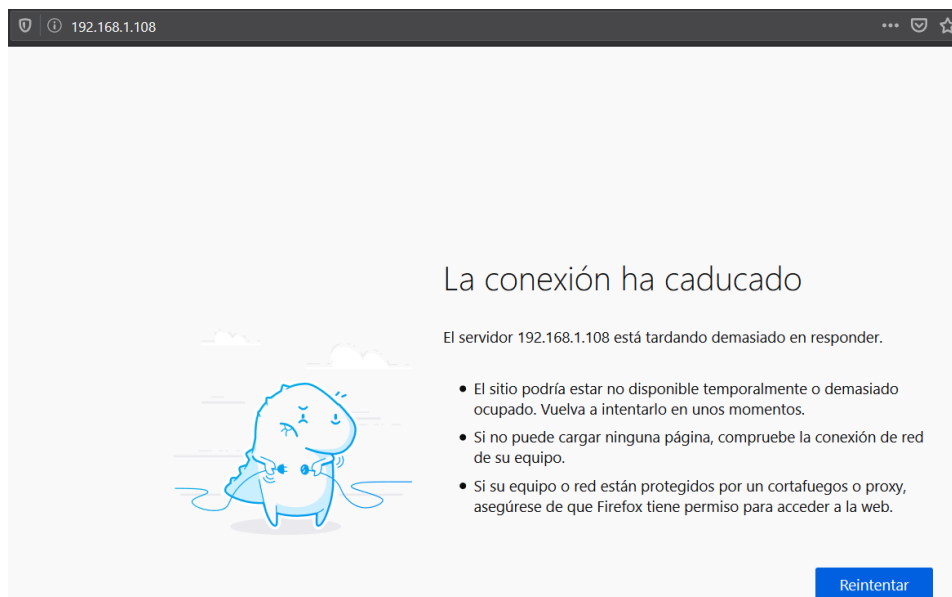 192.168.1.108
La conexión ha caducado
El servidor 192.168.1.108 está tardando demasiado en responder.
El sitio podría estar no disponible temporalmente o demasiado
ocupado. Vuelva a intentarlo en unos momentos.
Si no puede cargar ninguna página, compruebe la conexión de red
de su equipo.
Si su equipo o red están protegidos por un cortafuegos o proxy,
asegúrese de que Firefox tiene permiso para acceder a la web.
Reintentar